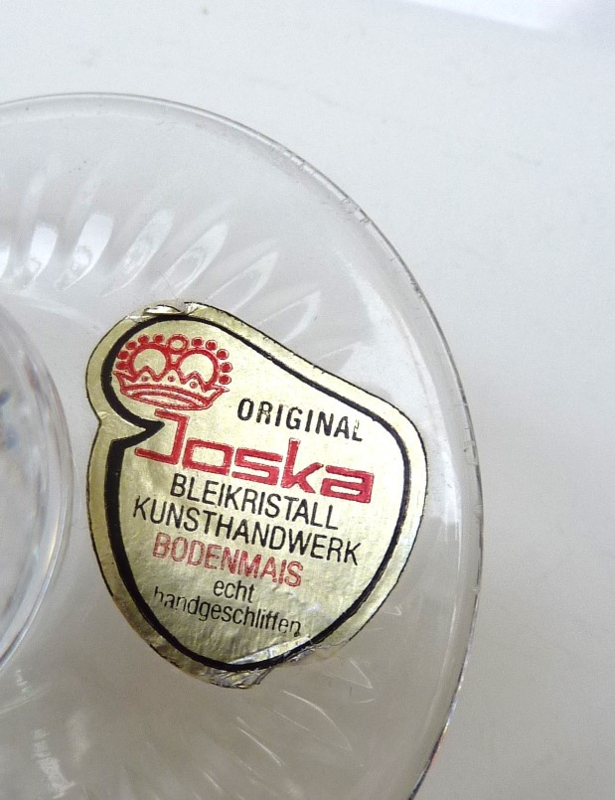 ORIGINAL
Joska
BLEIKRISTALL
KUNSTHANDWERK
BODENMAIS
echt
handgeschliffen